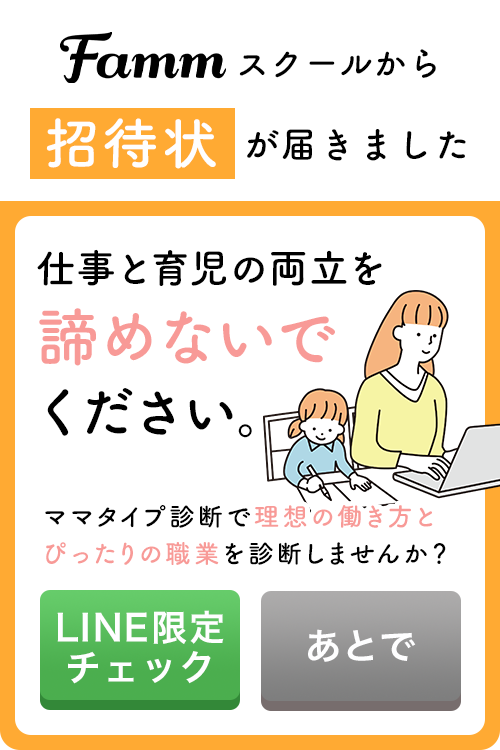 Famm スクールから
招待状が届きました
仕事と育児の両立を
諦めないで
ください。
ママタイプ診断で理想の働き方と
ぴったりの職業を診断しませんか？
LINE限定
チェック
あとで